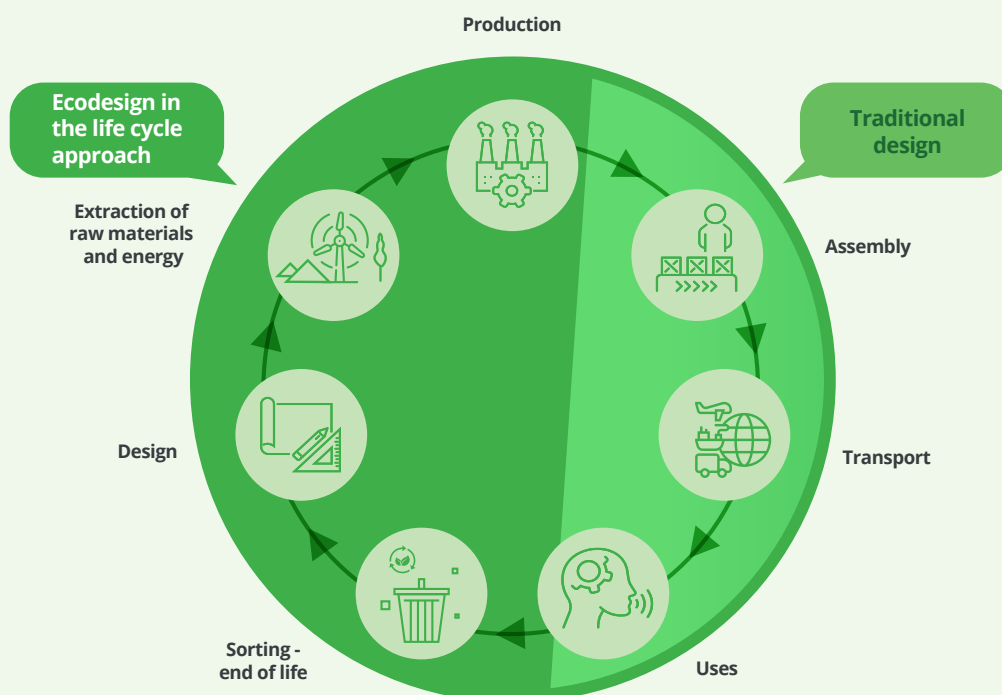 Production
Ecodesign in
the life cycle
approach
Traditional
design
Extraction of
raw materials
and energy
Assembly
Design
Transport
Sorting -
end of life
Uses